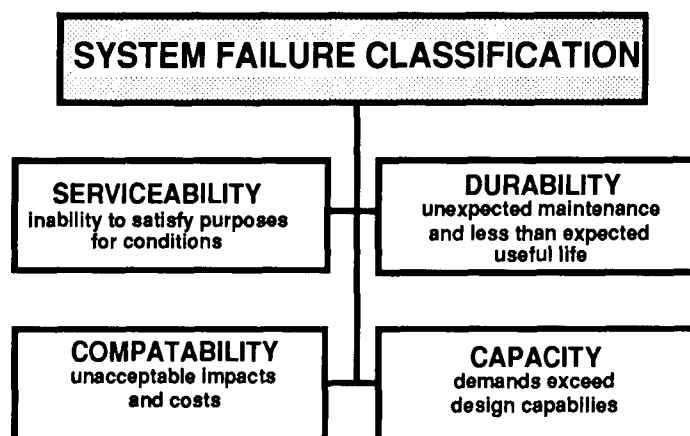 SYSTEM FAILURE CLASSIFICATION
SERVICEABILITY
inability to satisfy purposes
for conditions
DURABILITY
unexpected maintenance
and less than expected
useful life
COMPATABILITY
unacceptable impacts
and costs
CAPACITY
demands exceed
design capabilies